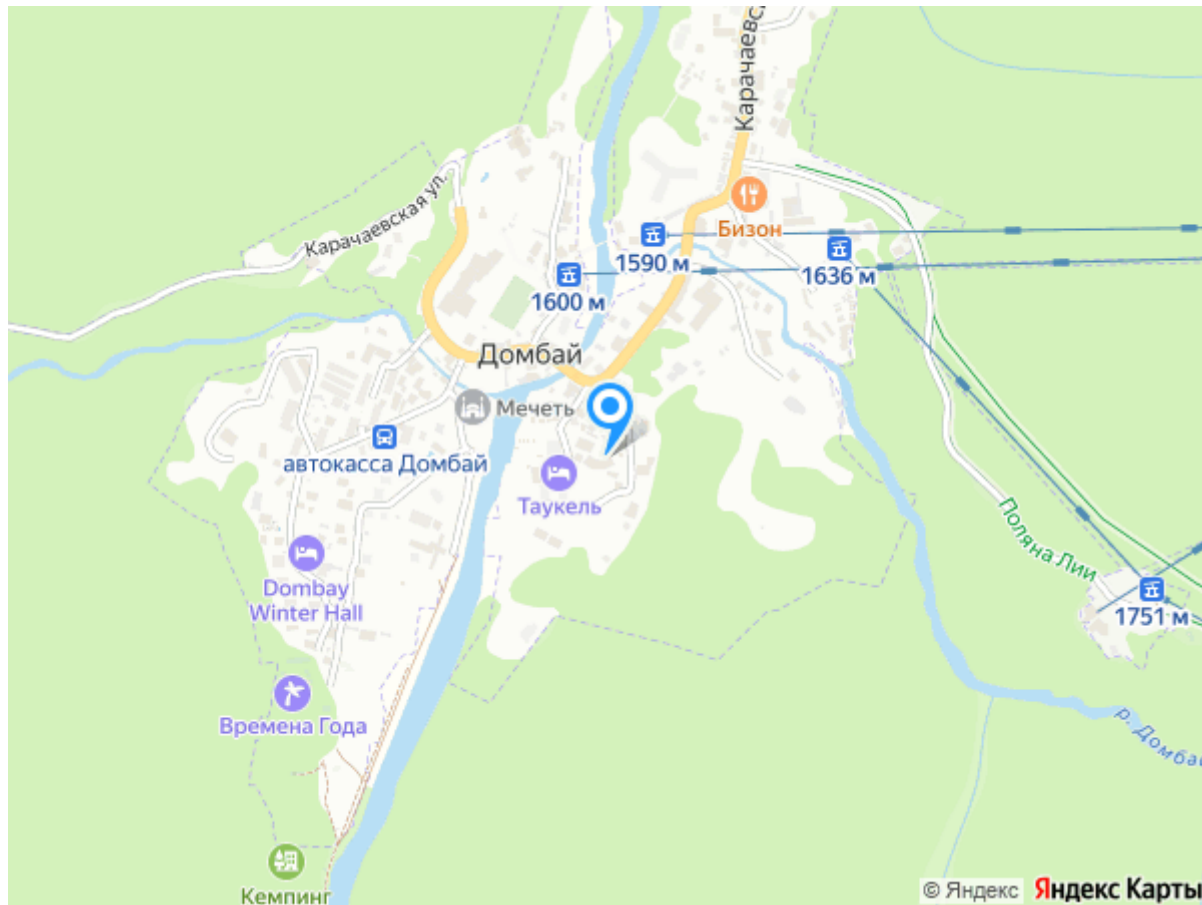 Карачаевс
Карачаевская ул.
Бизон
1590 м
1636 м
1600 м
Домбай
Мечеть
автокасса Домбай
Таукель
Поляна Лии
Dombay
Winter Hall
1751 м
Времена Года
р. Домбай
Кемпинг
© Яндекс Яндекс Карты